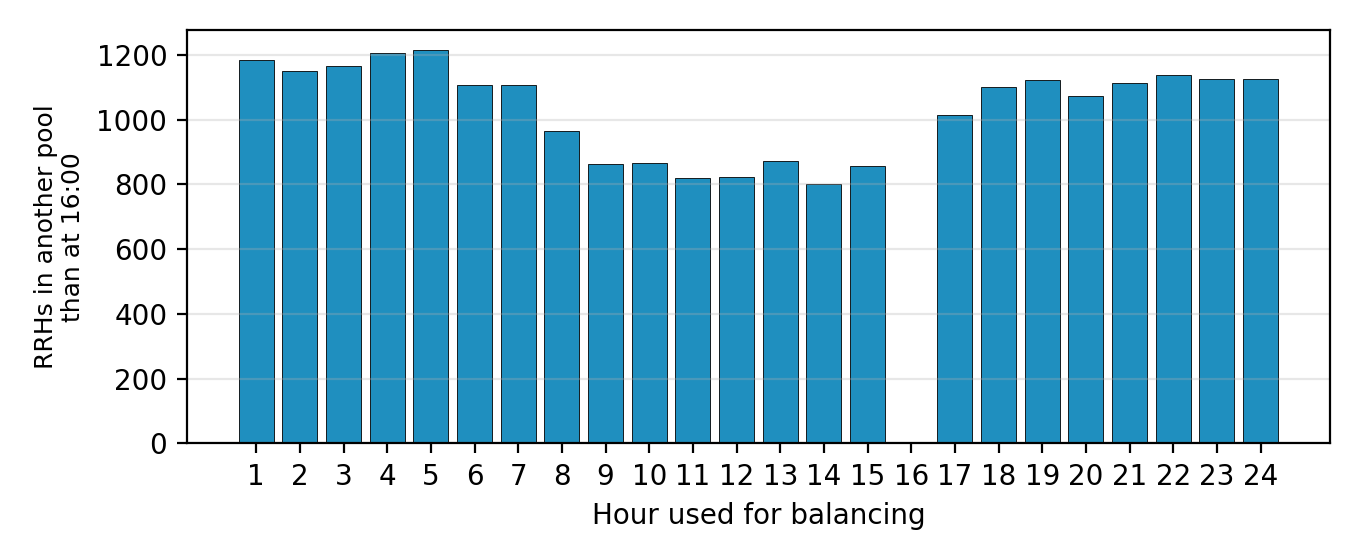 1200
1000
800
600
400
200
0
RRHs in another pool
than at 16:00
1 2 3 4 5 6 7 8 9 10 11 12 13 14 15 16 17 18 19 20 21 22 23 24
Hour used for balancing